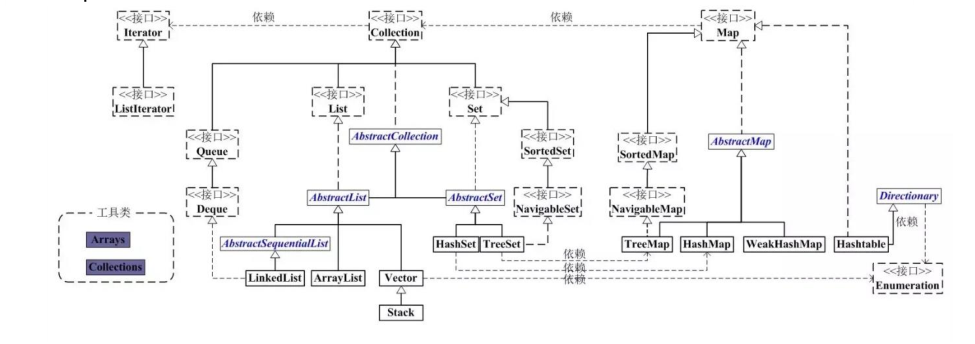 <<接口>>
Iterator
依赖
<<接口>>
Collection
依赖
<<接口>>
Map
<<接口>>
ListIterator
<<接口>>
List
<<接口>>
Set
<<接口>>
Queue
AbstractCollection
<<接口>>
SortedSet
<<接口>>
SortedMap
AbstractMap
<<接口>>
Deque
AbstractList
AbstractSet
<<接口>>
NavigableSet
<<接口>>
NavigableMap
Directionary
依赖
工具类
Arrays
Collections
AbstractSequentialList
HashSet
TreeSet
TreeMap
HashMap
WeakHashMap
Hashtable
依赖
依赖
依赖
LinkedList
ArrayList
Vector
<<接口>>
Enumeration
Stack